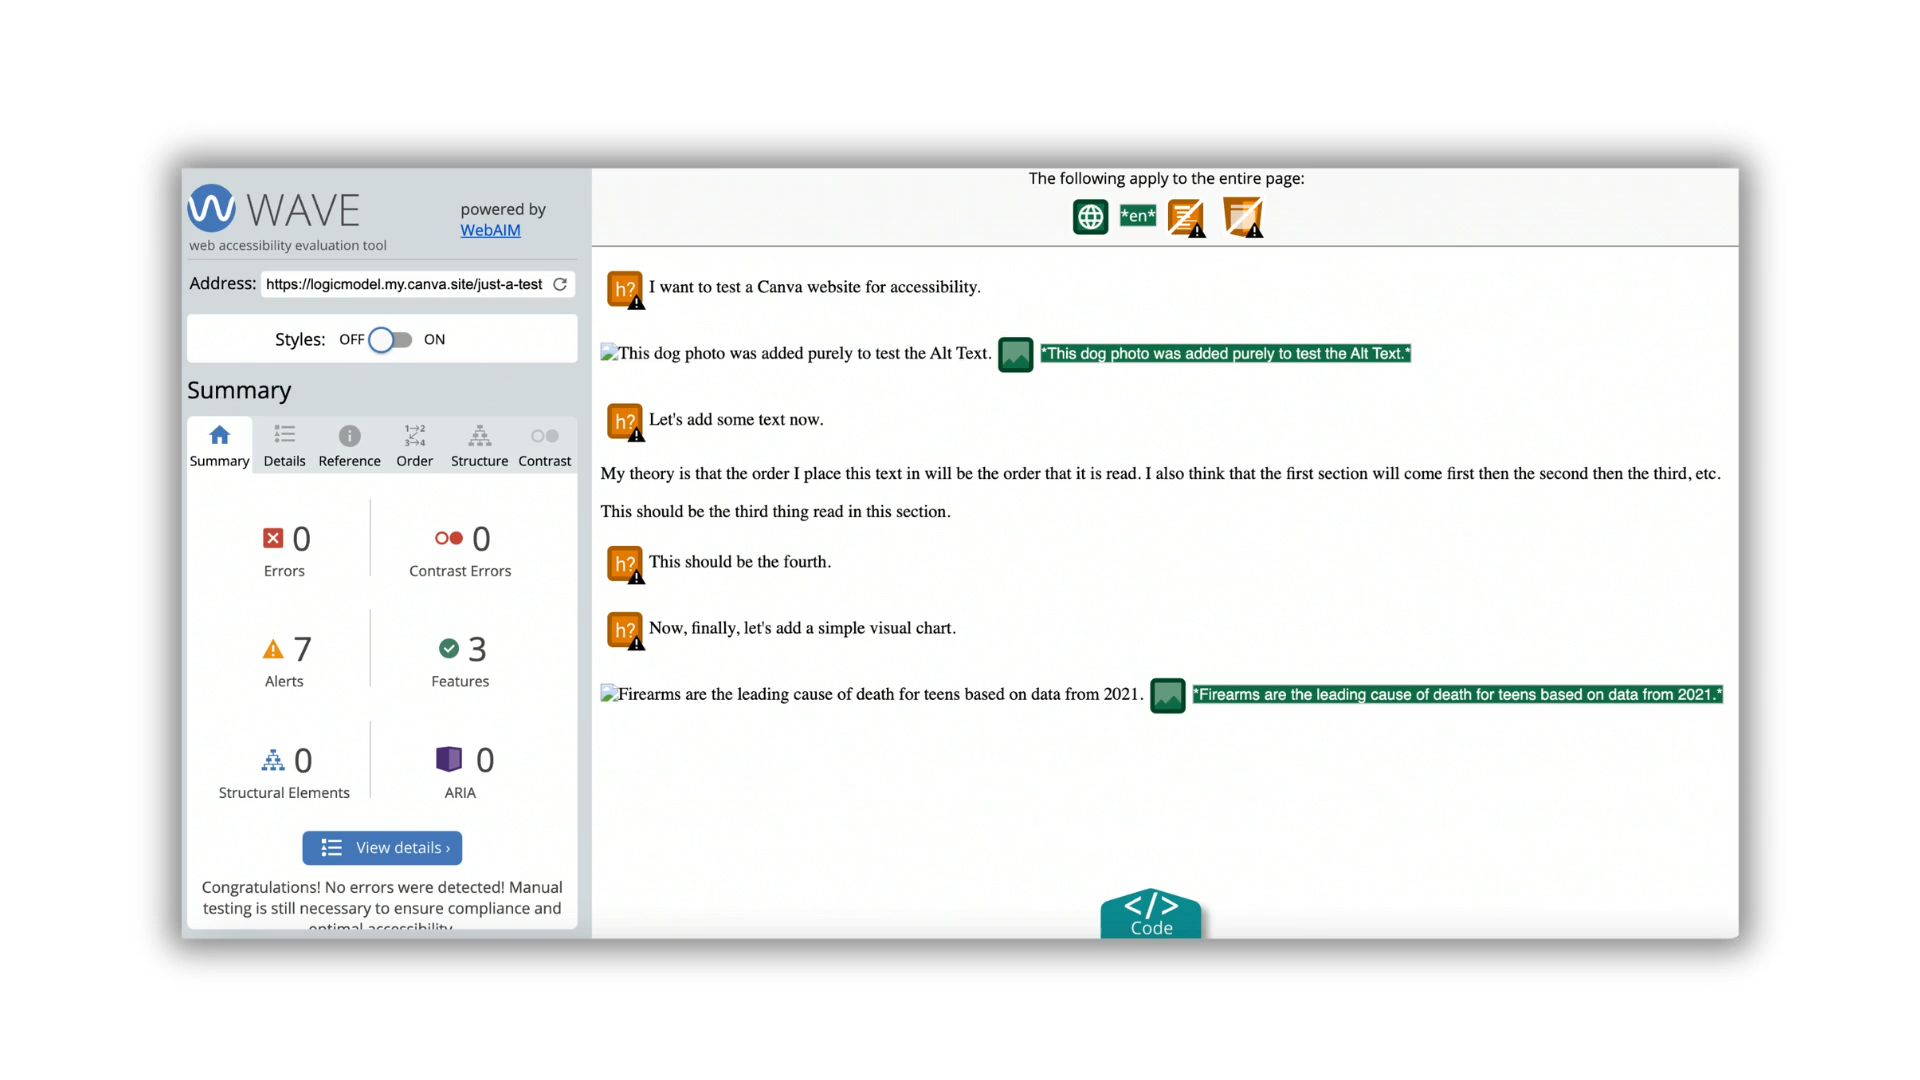 WAVE
web accessibility evaluation tool
powered by
WebAIM
Address: https://logicmodel.my.canva.site/just-a-test
Styles: OFF ON
Summary
1→2
3→4
Summary Details Reference Order Structure Contrast
0 0
Errors Contrast Errors
7 3
Alerts Features
0 0
Structural Elements ARIA
View details ›
Congratulations! No errors were detected! Manual
testing is still necessary to ensure compliance and
optimal accessibility.
The following apply to the entire page:
*en*
h? I want to test a Canva website for accessibility.
This dog photo was added purely to test the Alt Text. *This dog photo was added purely to test the Alt Text.*
h? Let's add some text now.
My theory is that the order I place this text in will be the order that it is read. I also think that the first section will come first then the second then the third, etc.
This should be the third thing read in this section.
h? This should be the fourth.
h? Now, finally, let's add a simple visual chart.
Firearms are the leading cause of death for teens based on data from 2021. *Firearms are the leading cause of death for teens based on data from 2021.*
</>
Code